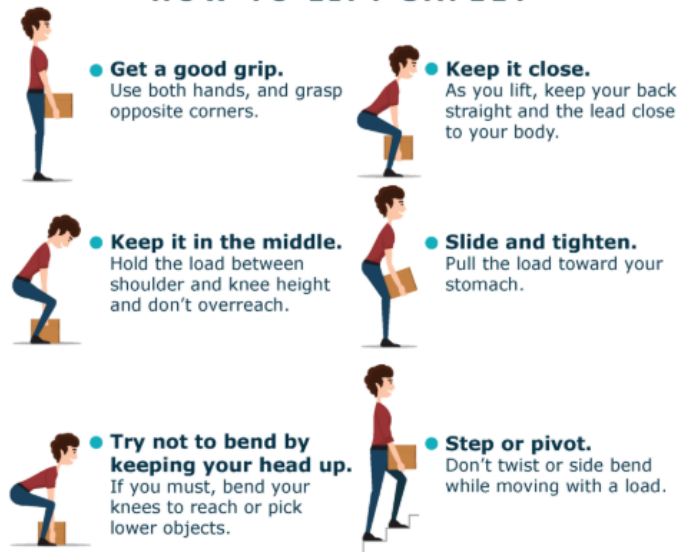 Get a good grip.
Use both hands, and grasp
opposite corners.
Keep it close.
As you lift, keep your back
straight and the lead close
to your body.
Keep it in the middle.
Hold the load between
shoulder and knee height
and don't overreach.
Slide and tighten.
Pull the load toward your
stomach.
Try not to bend by
keeping your head up.
If you must, bend your
knees to reach or pick
lower objects.
Step or pivot.
Don't twist or side bend
while moving with a load.